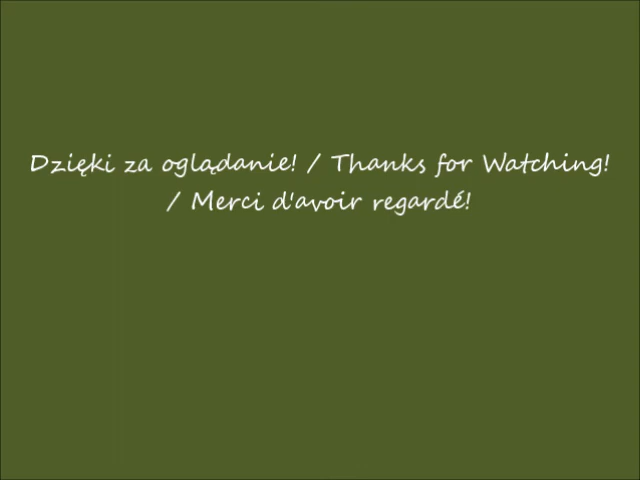 Dzięki za oglądanie! / Thanks for Watching!
/ Merci d'avoir regardé!